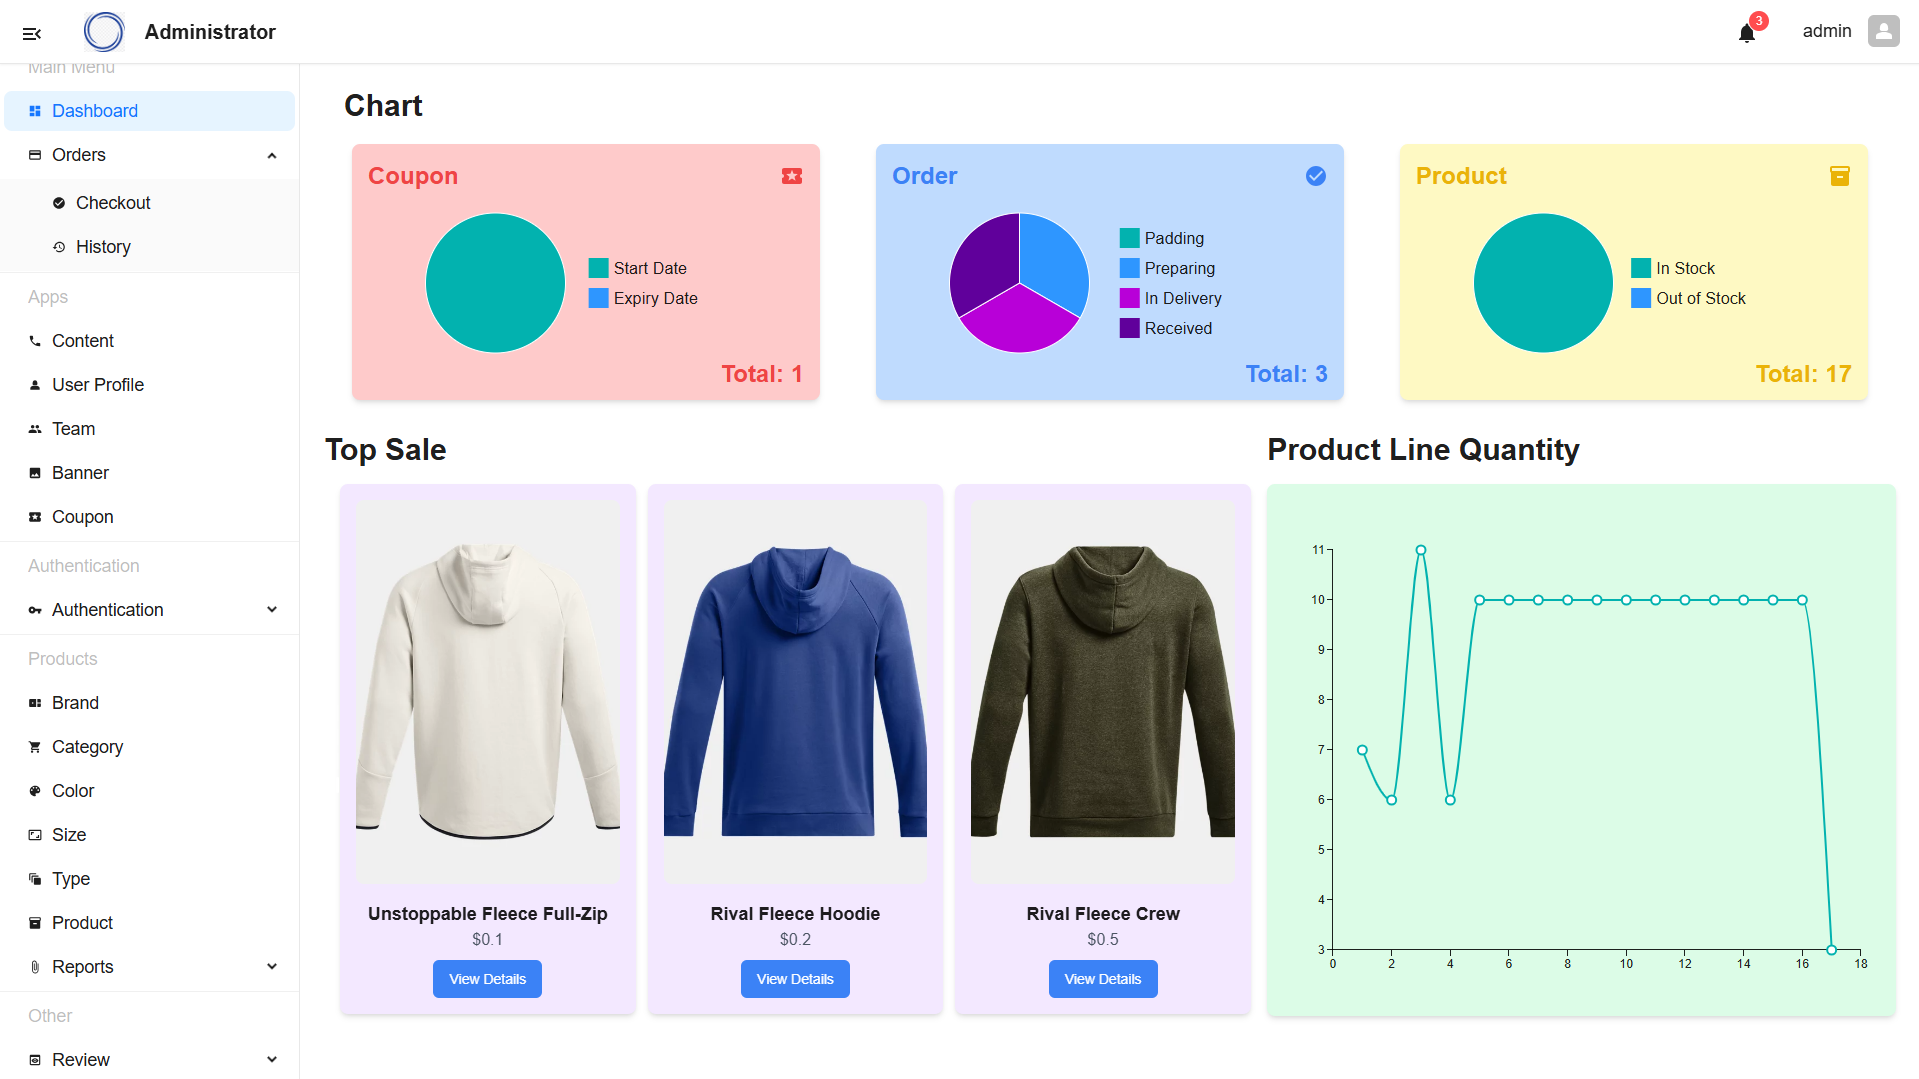 Administrator
3
admin
Main Menu
Dashboard
Orders
Checkout
History
Apps
Content
User Profile
Team
Banner
Coupon
Authentication
Authentication
Products
Brand
Category
Color
Size
Type
Product
Reports
Other
Review
Chart
Coupon
Start Date
Expiry Date
Total: 1
Order
Padding
Preparing
In Delivery
Received
Total: 3
Product
In Stock
Out of Stock
Total: 17
Top Sale
Unstoppable Fleece Full-Zip
$0.1
View Details
Rival Fleece Hoodie
$0.2
View Details
Rival Fleece Crew
$0.5
View Details
Product Line Quantity
11
10
9
8
7
6
5
4
3
0 2 4 6 8 10 12 14 16 18